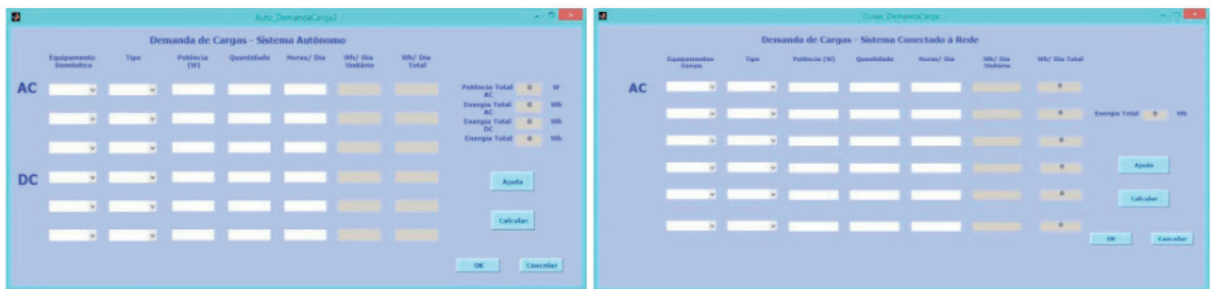 Auto_DemandaCarga2
Demanda de Cargas - Sistema Autônomo
Equipamento Doméstico
Tipo
Potência (W)
Quantidade
Horas/ Dia
Wh/ Dia Unitário
Wh/ Dia Total
AC
Potência Total AC 0 W
Energia Total AC 0 Wh
Energia Total DC 0 Wh
Energia Total 0 Wh
DC
Ajuda
Calcular
OK
Cancelar
Demanda de Cargas - Sistema Conectado à Rede
Equipamentos Gerais
Tipo
Potência (W)
Quantidade
Horas/ Dia
Wh/ Dia Unitário
Wh/ Dia Total
AC
0
0
0
0
0
0
Energia Total 0 Wh
Ajuda
Calcular
OK
Cancelar